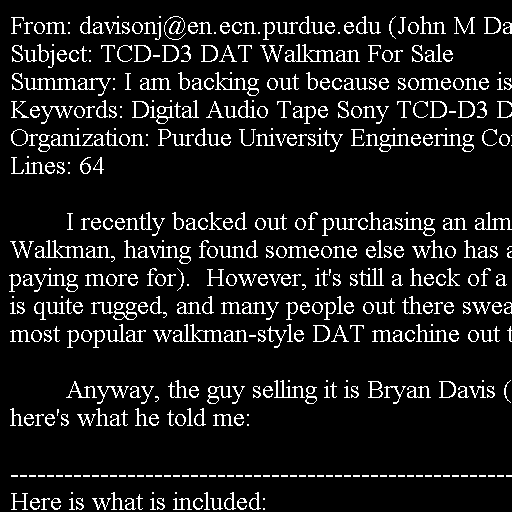 From: davisonj@en.ecn.purdue.edu (John M Da
Subject: TCD-D3 DAT Walkman For Sale
Summary: I am backing out because someone is
Keywords: Digital Audio Tape Sony TCD-D3 D
Organization: Purdue University Engineering Co
Lines: 64
I recently backed out of purchasing an alm
Walkman, having found someone else who has a
paying more for).  However, it's still a heck of a
is quite rugged, and many people out there swea
most popular walkman-style DAT machine out t
Anyway, the guy selling it is Bryan Davis (
here's what he told me:
-----------------------------------------------------
Here is what is included: